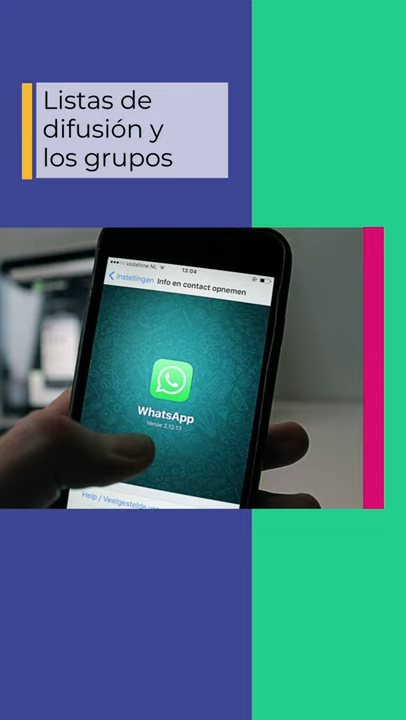 Listas de
difusión y
los grupos
vodafone NL
13:04
Instellingen Info en contact opnemen
WhatsApp
Versie 2.12.13
Help / Veelgestelde